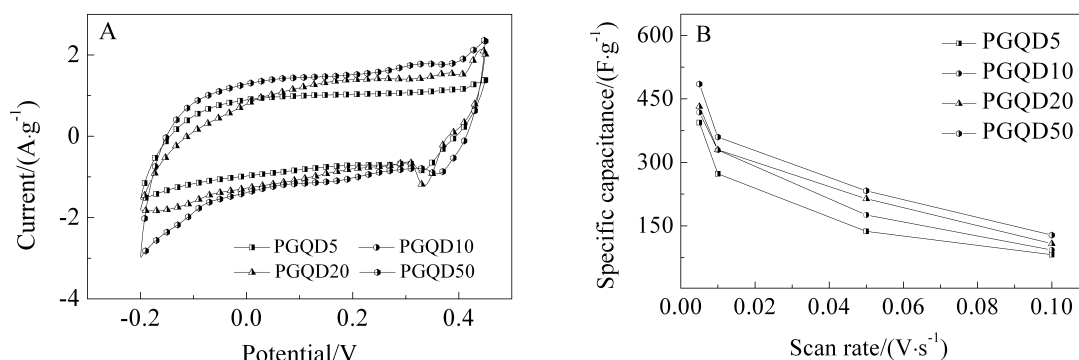 A
Current/(A·g⁻¹)
2
0
-2
-4
-0.2 0.0 0.2 0.4
Potential/V
PGQD5 PGQD10
PGQD20 PGQD50
B
Specific capacitance/(F·g⁻¹)
600
450
300
150
0.00 0.02 0.04 0.06 0.08 0.10
Scan rate/(V·s⁻¹)
PGQD5
PGQD10
PGQD20
PGQD50